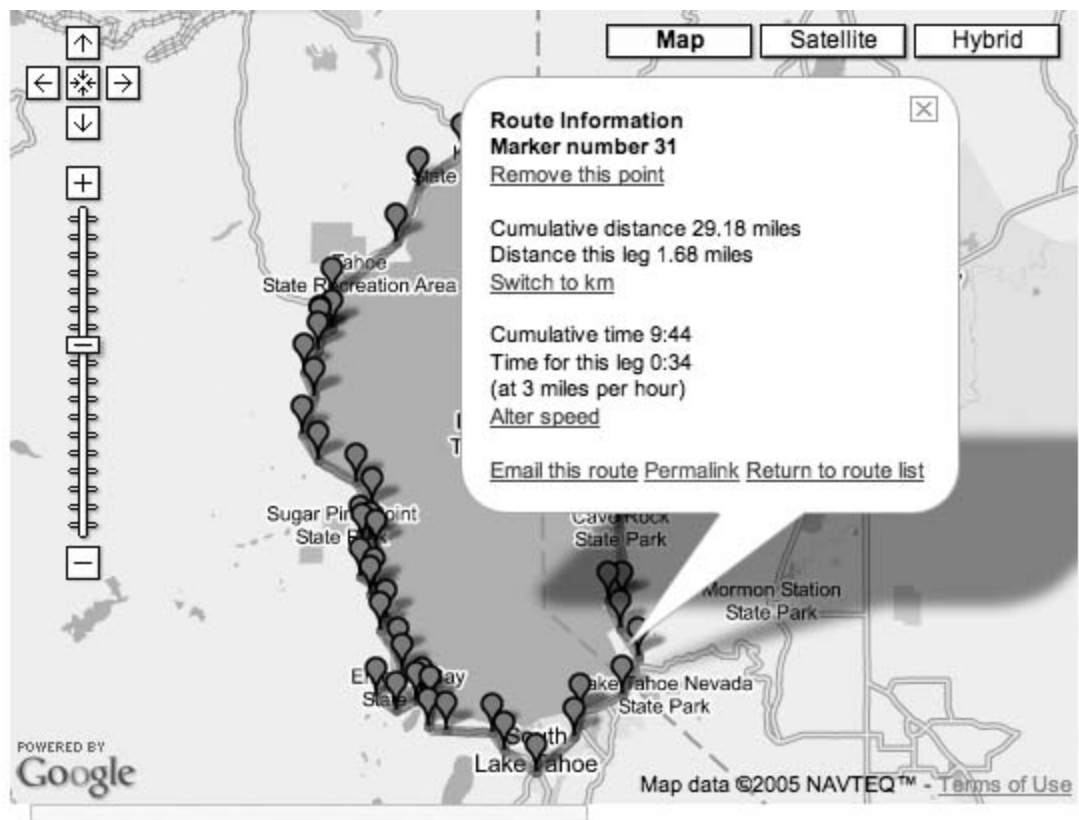 Map Satellite Hybrid
Route Information
Marker number 31
Remove this point
Cumulative distance 29.18 miles
Distance this leg 1.68 miles
Switch to km
Cumulative time 9:44
Time for this leg 0:34
(at 3 miles per hour)
Alter speed
Email this route Permalink Return to route list
State
Tahoe
State Recreation Area
Sugar Pine Point
State
Cave Rock
State Park
Mormon Station
State Park
State
Lake Tahoe Nevada
State Park
South
Lake Tahoe
POWERED BY
Google
Map data ©2005 NAVTEQ™ - Terms of Use